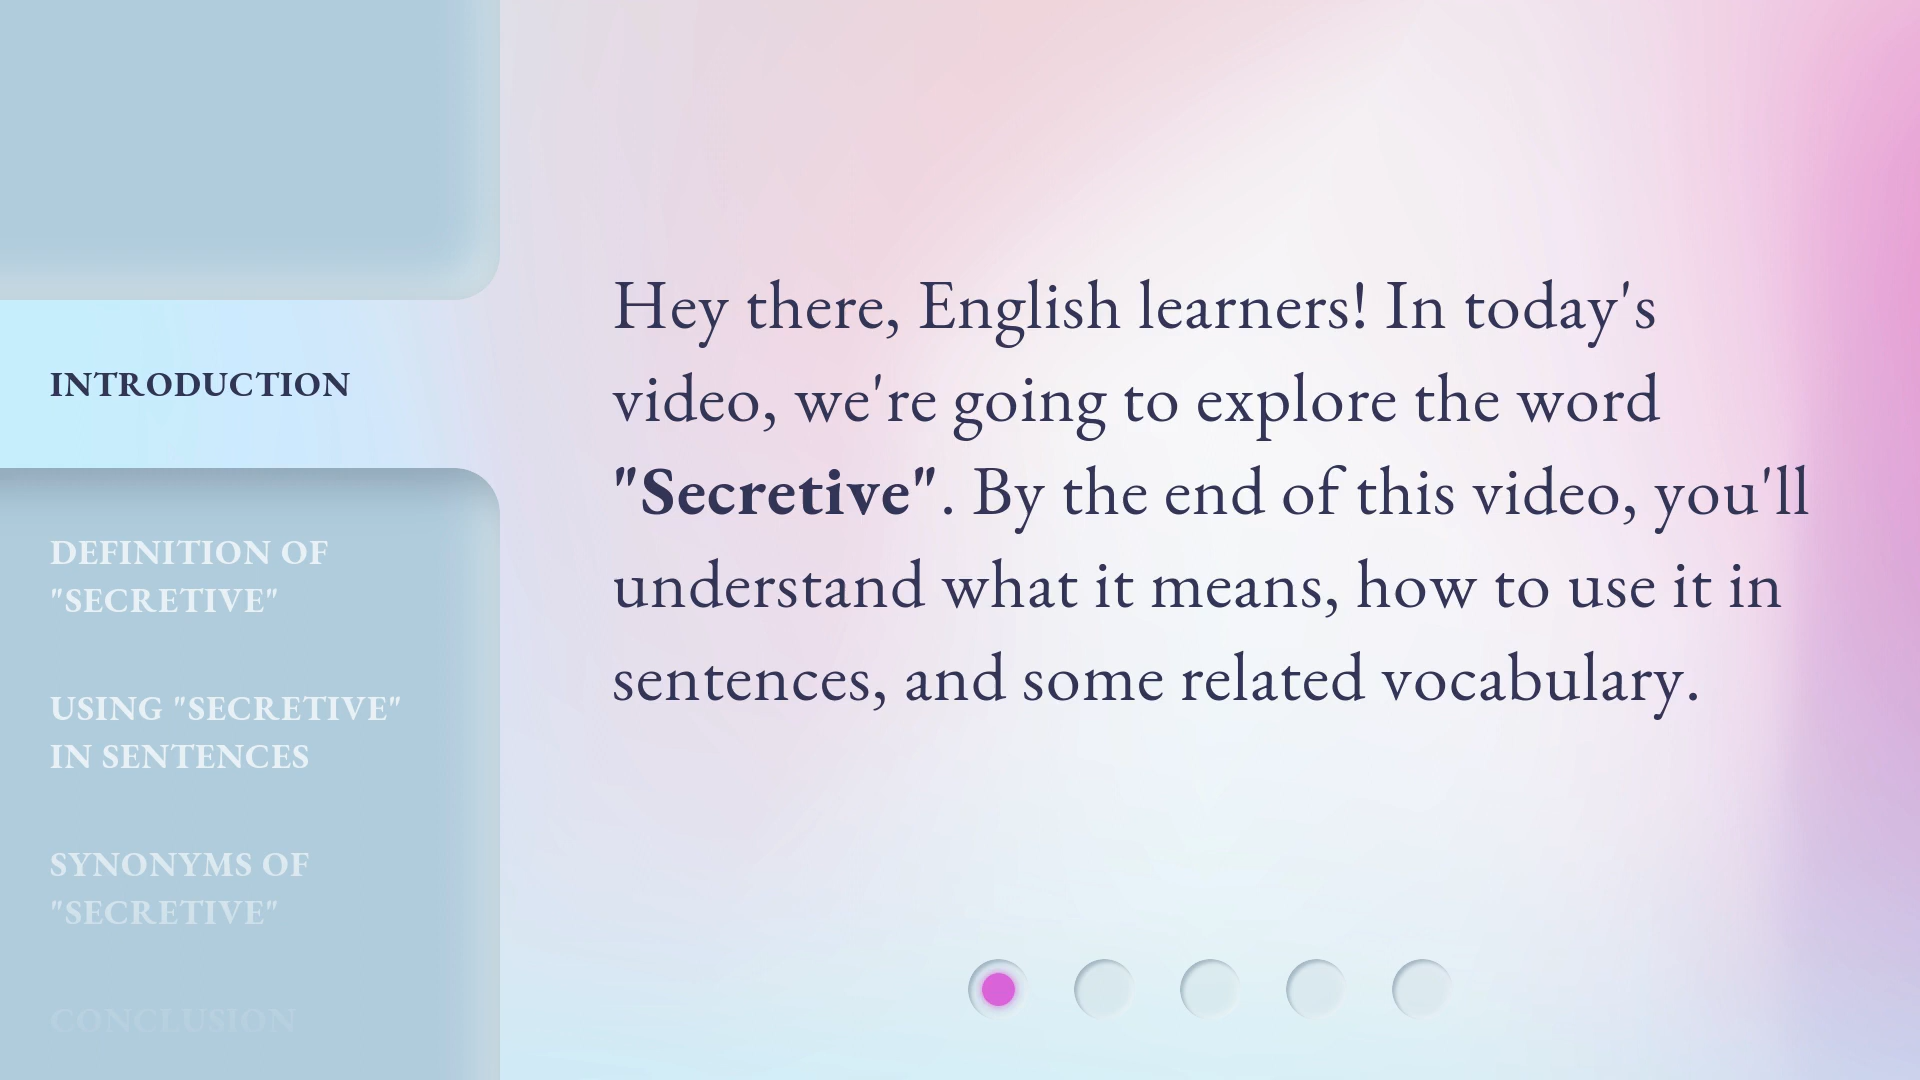 INTRODUCTION
DEFINITION OF
"SECRETIVE"
USING "SECRETIVE"
IN SENTENCES
SYNONYMS OF
"SECRETIVE"
CONCLUSION
Hey there, English learners! In today's
video, we're going to explore the word
"Secretive". By the end of this video, you'll
understand what it means, how to use it in
sentences, and some related vocabulary.